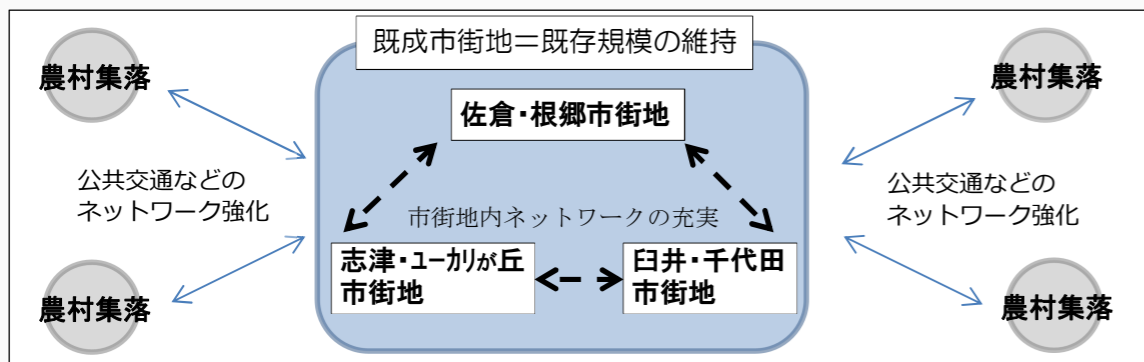 既成市街地＝既存規模の維持
農村集落
農村集落
佐倉・根郷市街地
公共交通などの
ネットワーク強化
公共交通などの
ネットワーク強化
市街地内ネットワークの充実
志津・ﾕｰｶﾘが丘
市街地
臼井・千代田
市街地
農村集落
農村集落